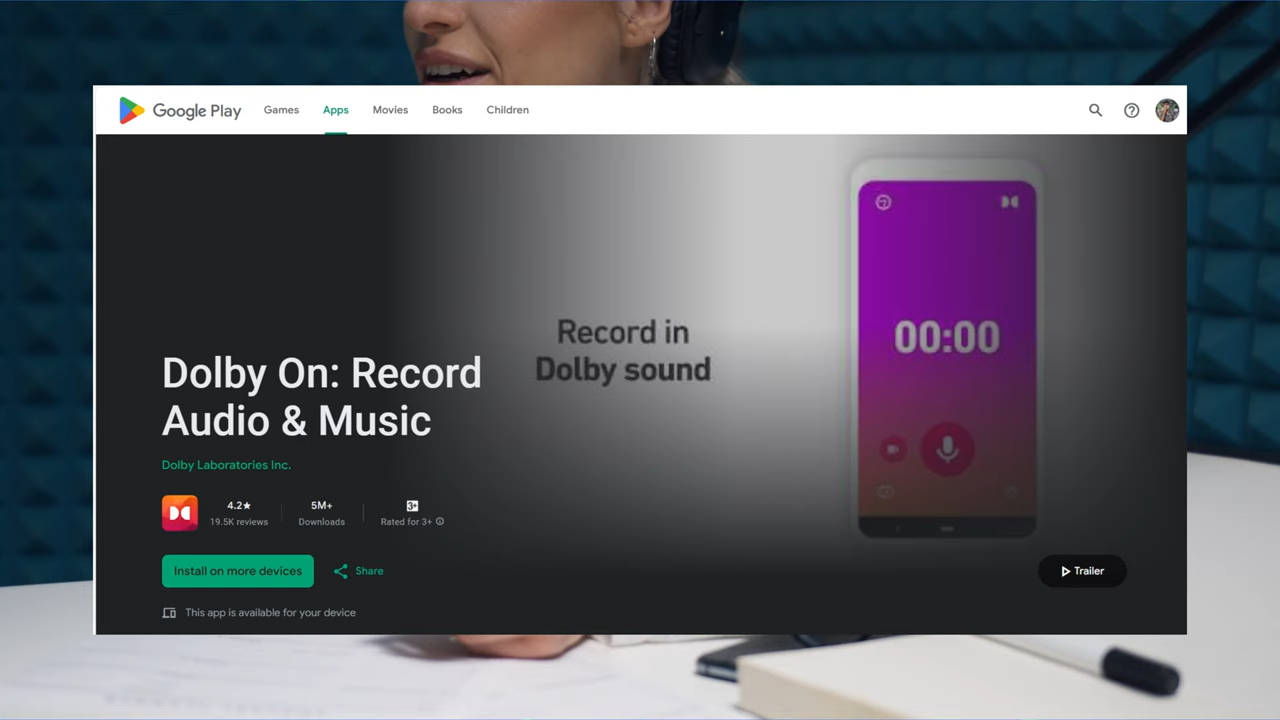 Google Play
Games
Apps
Movies
Books
Children
Record in
Dolby sound
00:00
Dolby On: Record
Audio & Music
Dolby Laboratories Inc.
4.2★
19.5K reviews
5M+
Downloads
3+
Rated for 3+
Install on more devices
Share
Trailer
This app is available for your device